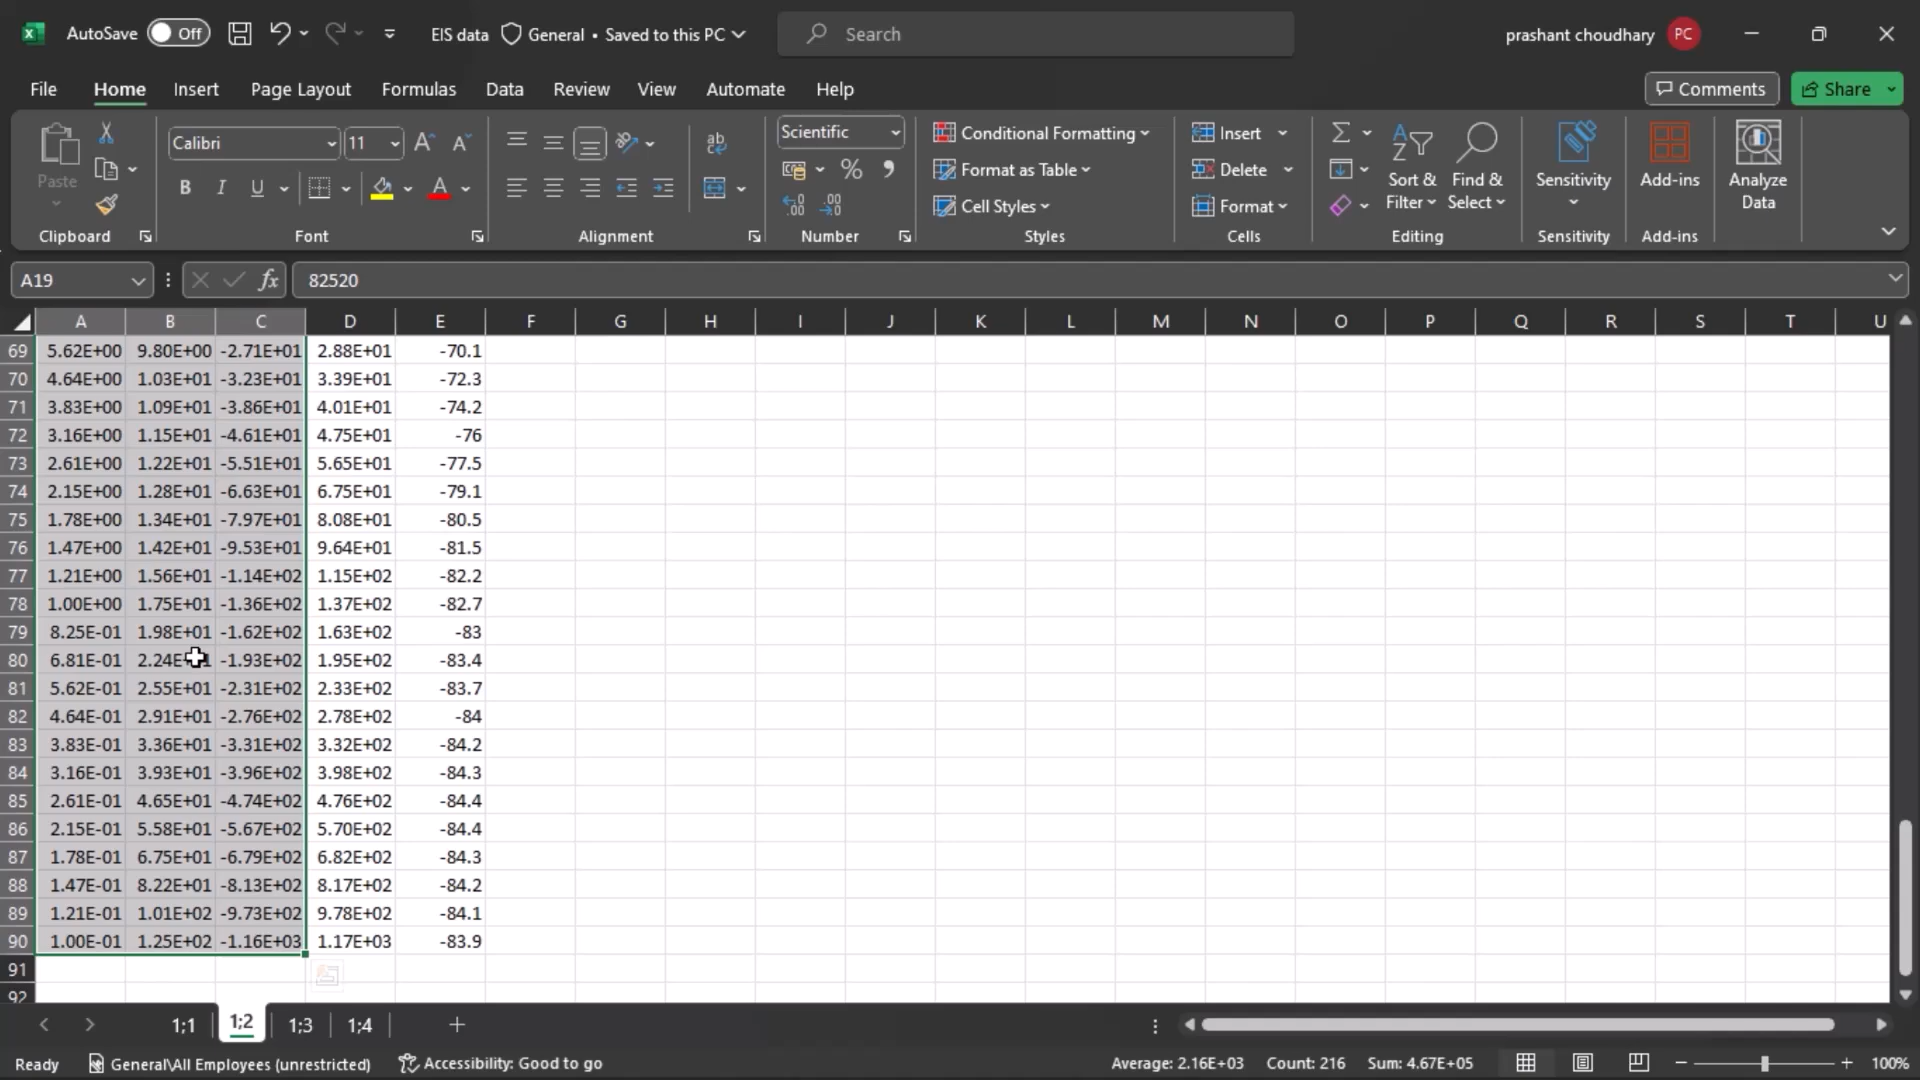 AutoSave Off EIS data General • Saved to this PC Search prashant choudhary PC
File Home Insert Page Layout Formulas Data Review View Automate Help Comments Share
Paste Calibri 11 Scientific Conditional Formatting Insert
Format as Table Delete Sort & Filter Find & Select Sensitivity Add-ins Analyze Data
Cell Styles Format
Clipboard Font Alignment Number Styles Cells Editing Sensitivity Add-ins
A19 fx 82520
A B C D E F G H I J K L M N O P Q R S T U
69 5.62E+00 9.80E+00 -2.71E+01 2.88E+01 -70.1
70 4.64E+00 1.03E+01 -3.23E+01 3.39E+01 -72.3
71 3.83E+00 1.09E+01 -3.86E+01 4.01E+01 -74.2
72 3.16E+00 1.15E+01 -4.61E+01 4.75E+01 -76
73 2.61E+00 1.22E+01 -5.51E+01 5.65E+01 -77.5
74 2.15E+00 1.28E+01 -6.63E+01 6.75E+01 -79.1
75 1.78E+00 1.34E+01 -7.97E+01 8.08E+01 -80.5
76 1.47E+00 1.42E+01 -9.53E+01 9.64E+01 -81.5
77 1.21E+00 1.56E+01 -1.14E+02 1.15E+02 -82.2
78 1.00E+00 1.75E+01 -1.36E+02 1.37E+02 -82.7
79 8.25E-01 1.98E+01 -1.62E+02 1.63E+02 -83
80 6.81E-01 -1.93E+02 1.95E+02 -83.4
81 5.62E-01 2.55E+01 -2.31E+02 2.33E+02 -83.7
82 4.64E-01 2.91E+01 -2.76E+02 2.78E+02 -84
83 3.83E-01 3.36E+01 -3.31E+02 3.32E+02 -84.2
84 3.16E-01 3.93E+01 -3.96E+02 3.98E+02 -84.3
85 2.61E-01 4.65E+01 -4.74E+02 4.76E+02 -84.4
86 2.15E-01 5.58E+01 -5.67E+02 5.70E+02 -84.4
87 1.78E-01 6.75E+01 -6.79E+02 6.82E+02 -84.3
88 1.47E-01 8.22E+01 -8.13E+02 8.17E+02 -84.2
89 1.21E-01 1.01E+02 -9.73E+02 9.78E+02 -84.1
90 1.00E-01 1.25E+02 -1.16E+03 1.17E+03 -83.9
91
92
1;1 1;2 1;3 1;4
Ready General\All Employees (unrestricted) Accessibility: Good to go Average: 2.16E+03 Count: 216 Sum: 4.67E+05 100%